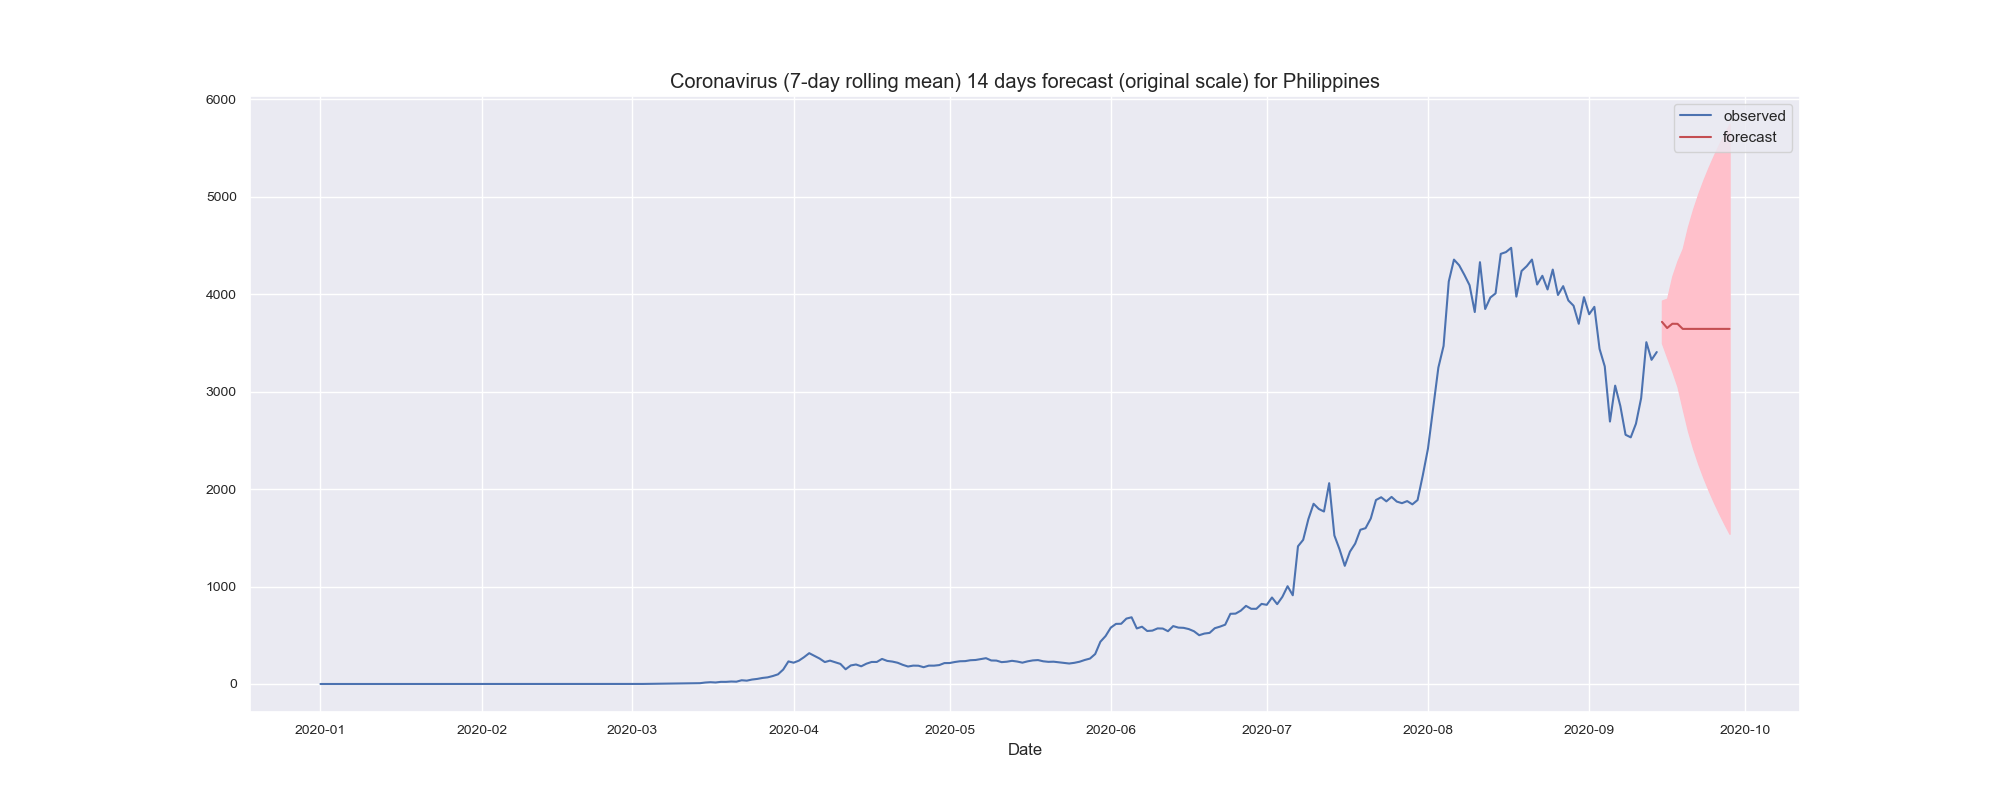 Coronavirus (7-day rolling mean) 14 days forecast (original scale) for Philippines
6000
5000
4000
3000
2000
1000
0
observed
forecast
2020-01 2020-02 2020-03 2020-04 2020-05 2020-06 2020-07 2020-08 2020-09 2020-10
Date